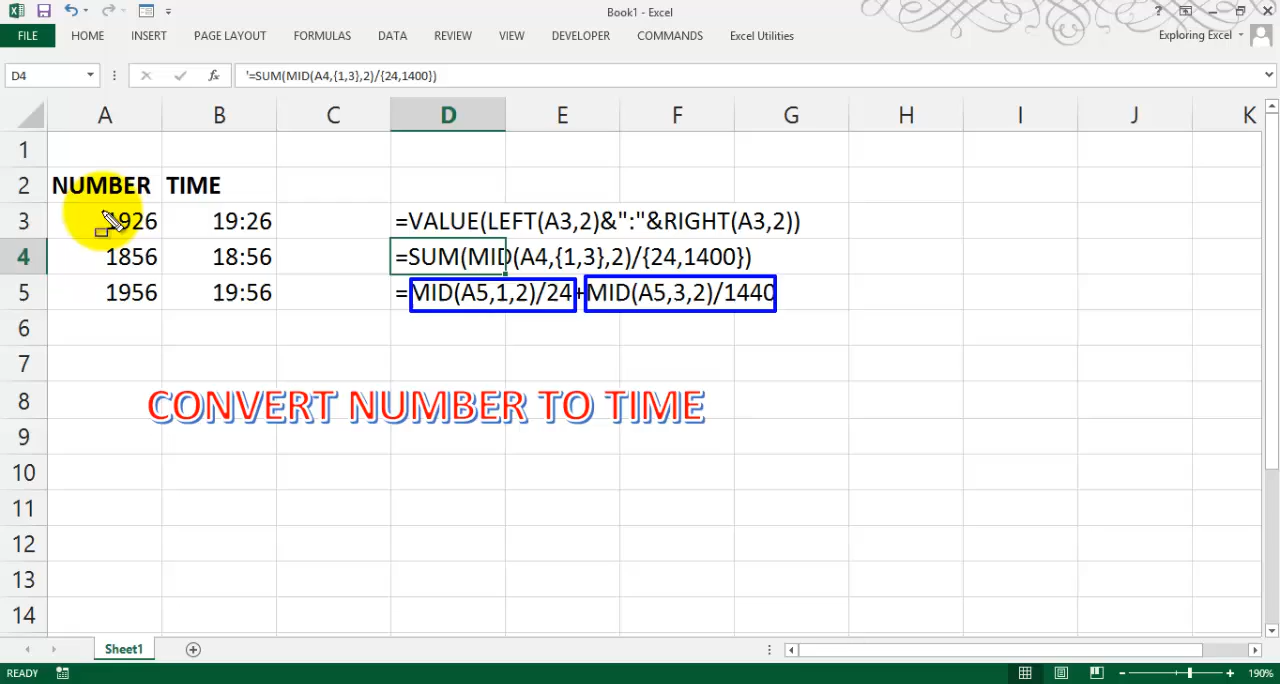 Book1 - Excel
FILE HOME INSERT PAGE LAYOUT FORMULAS DATA REVIEW VIEW DEVELOPER COMMANDS Excel Utilities Exploring Excel
D4 fx '=SUM(MID(A4,{1,3},2)/{24,1400})
A B C D E F G H I J K
1
2 NUMBER TIME
3 1926 19:26 =VALUE(LEFT(A3,2)&":"&RIGHT(A3,2))
4 1856 18:56 =SUM(MID(A4,{1,3},2)/{24,1400})
5 1956 19:56 =MID(A5,1,2)/24+MID(A5,3,2)/1440
6
7
8 CONVERT NUMBER TO TIME
9
10
11
12
13
14
Sheet1
READY 190%